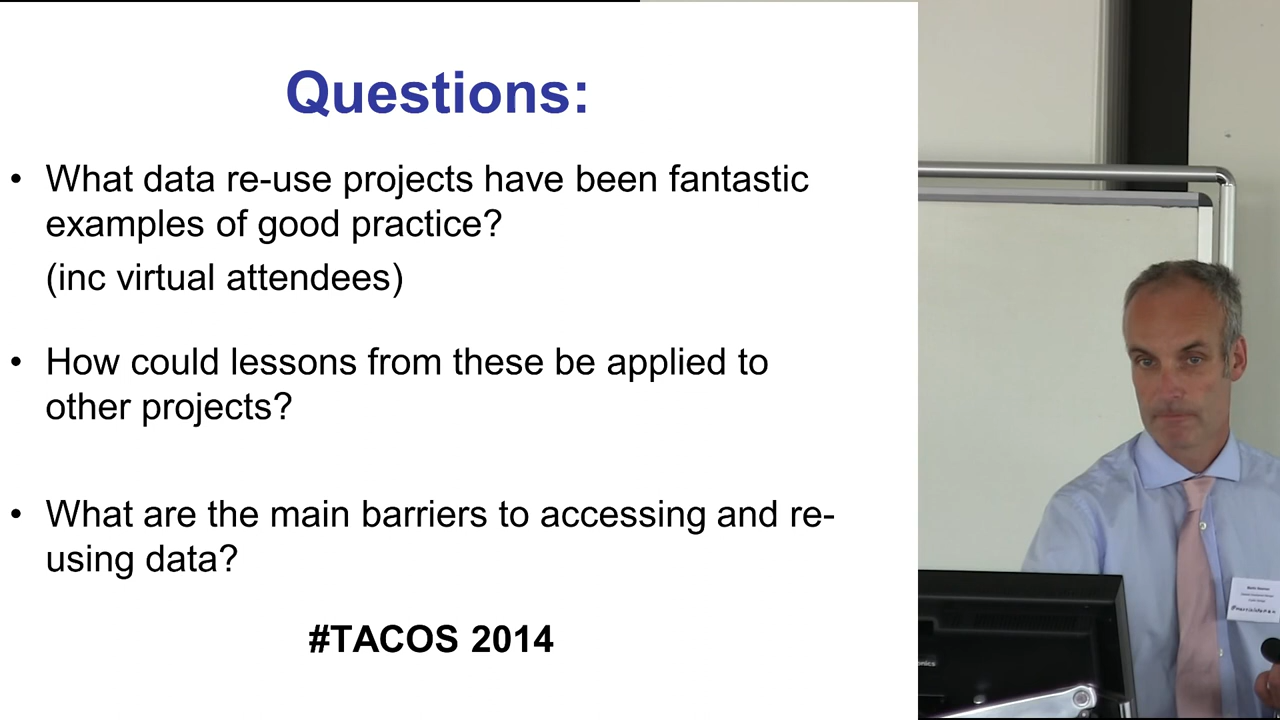 Questions:
• What data re-use projects have been fantastic
examples of good practice?
(inc virtual attendees)
• How could lessons from these be applied to
other projects?
• What are the main barriers to accessing and re-
using data?
#TACOS 2014